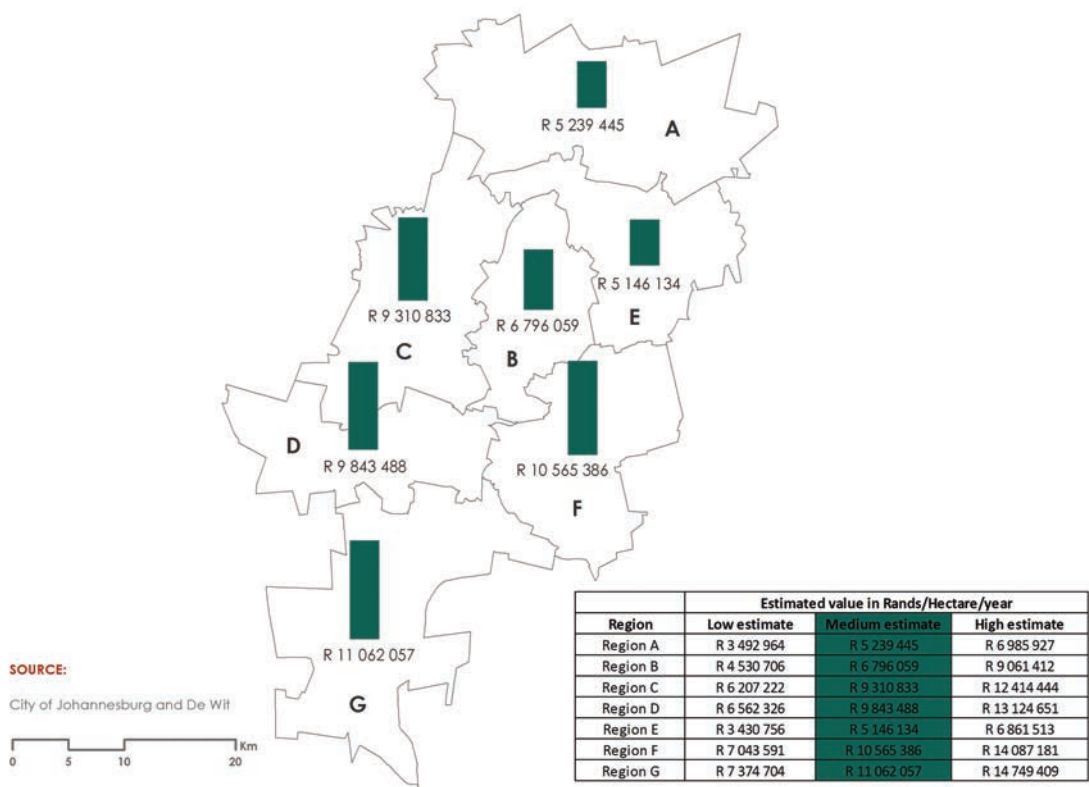 R 5 239 445
A
R 9 310 833
C
R 6 796 059
B
R 5 146 134
E
D
R 9 843 488
R 10 565 386
F
R 11 062 057
G
SOURCE:
City of Johannesburg and De Wit
Km
0 5 10 20
Estimated value in Rands/Hectare/year
Region Low estimate Medium estimate High estimate
Region A R 3 492 964 R 5 239 445 R 6 985 927
Region B R 4 530 706 R 6 796 059 R 9 061 412
Region C R 6 207 222 R 9 310 833 R 12 414 444
Region D R 6 562 326 R 9 843 488 R 13 124 651
Region E R 3 430 756 R 5 146 134 R 6 861 513
Region F R 7 043 591 R 10 565 386 R 14 087 181
Region G R 7 374 704 R 11 062 057 R 14 749 409